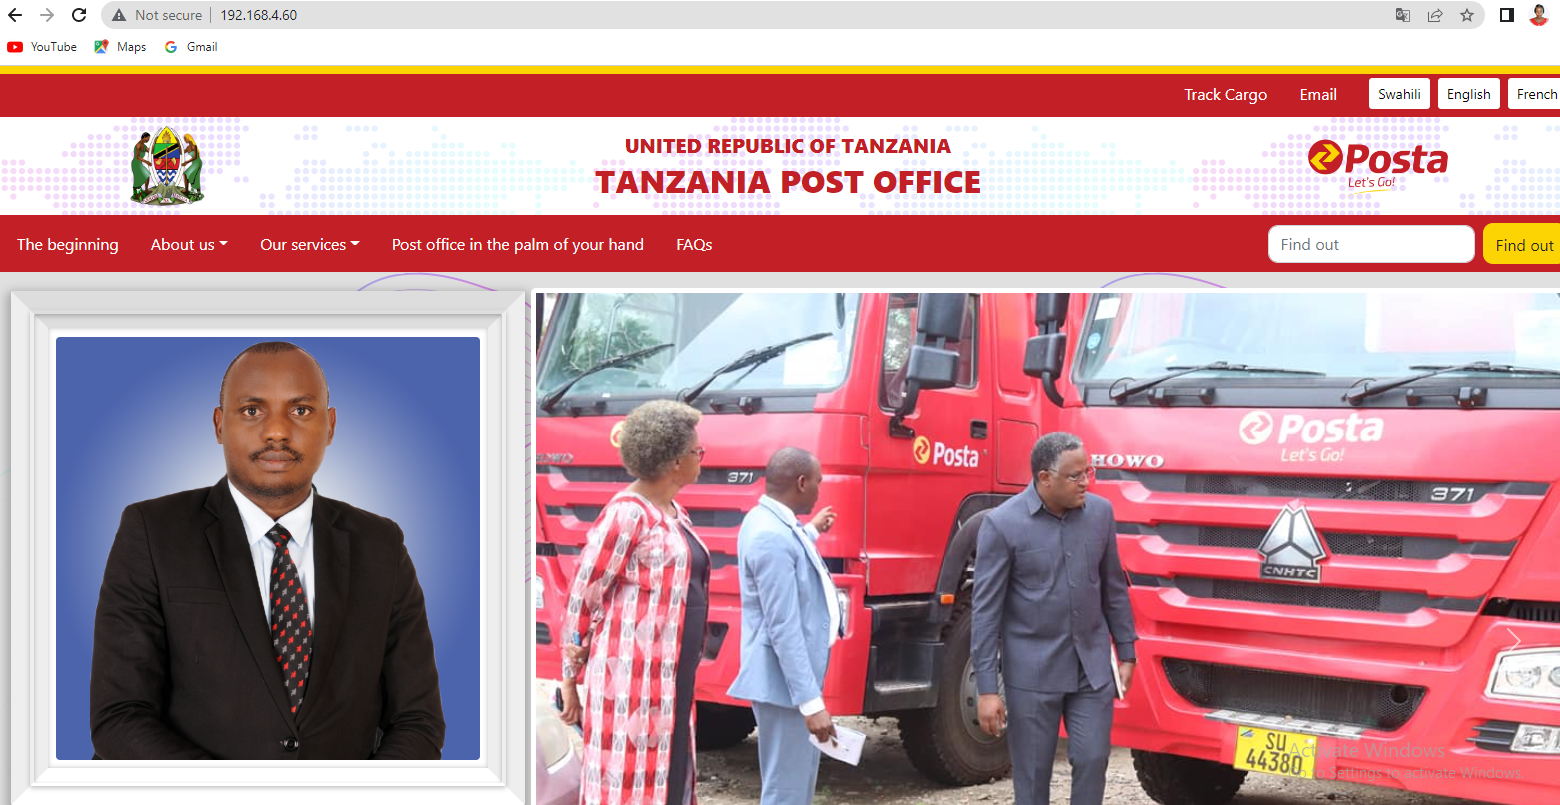 Not secure | 192.168.4.60
YouTube Maps Gmail
Track Cargo Email Swahili English French
UNITED REPUBLIC OF TANZANIA
TANZANIA POST OFFICE
Posta
Let's Go!
The beginning About us Our services Post office in the palm of your hand FAQs Find out Find out
Posta
Let's Go!
Posta
HOWO
371
371
CNHTC
SU
44380
Activate Windows
Go to Settings to activate Windows.